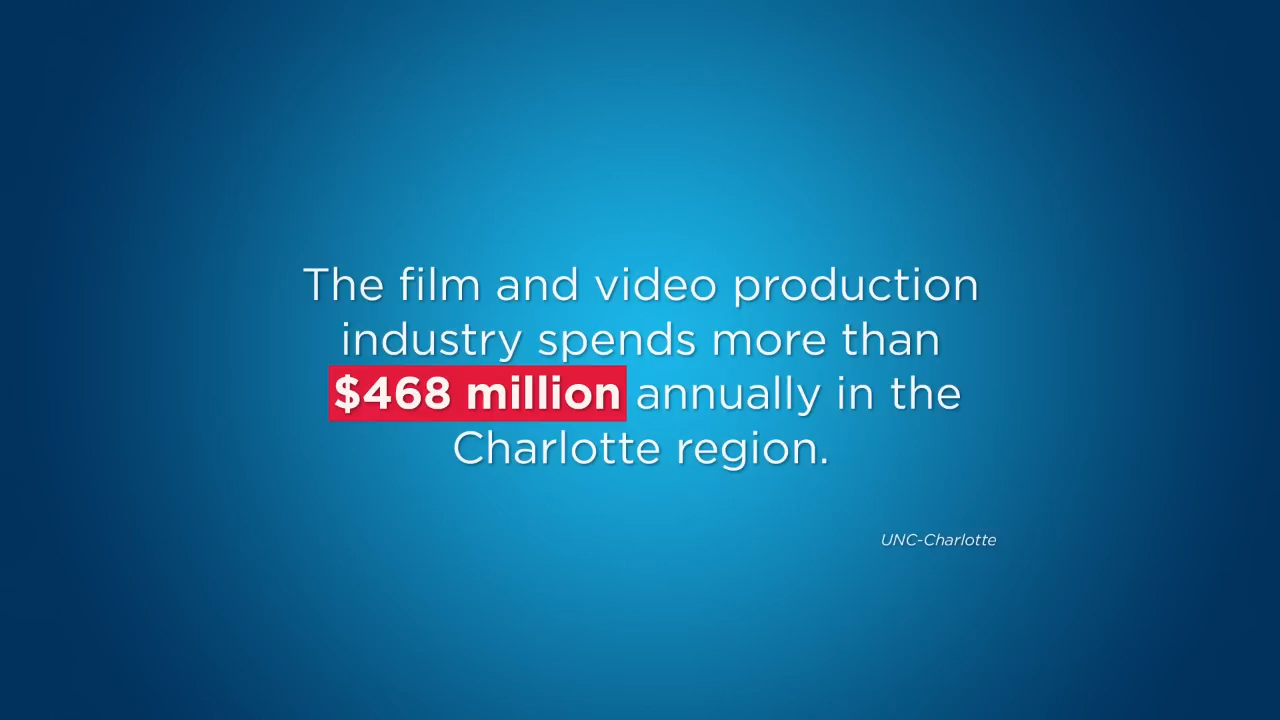 The film and video production
industry spends more than
$468 million annually in the
Charlotte region.
UNC-Charlotte